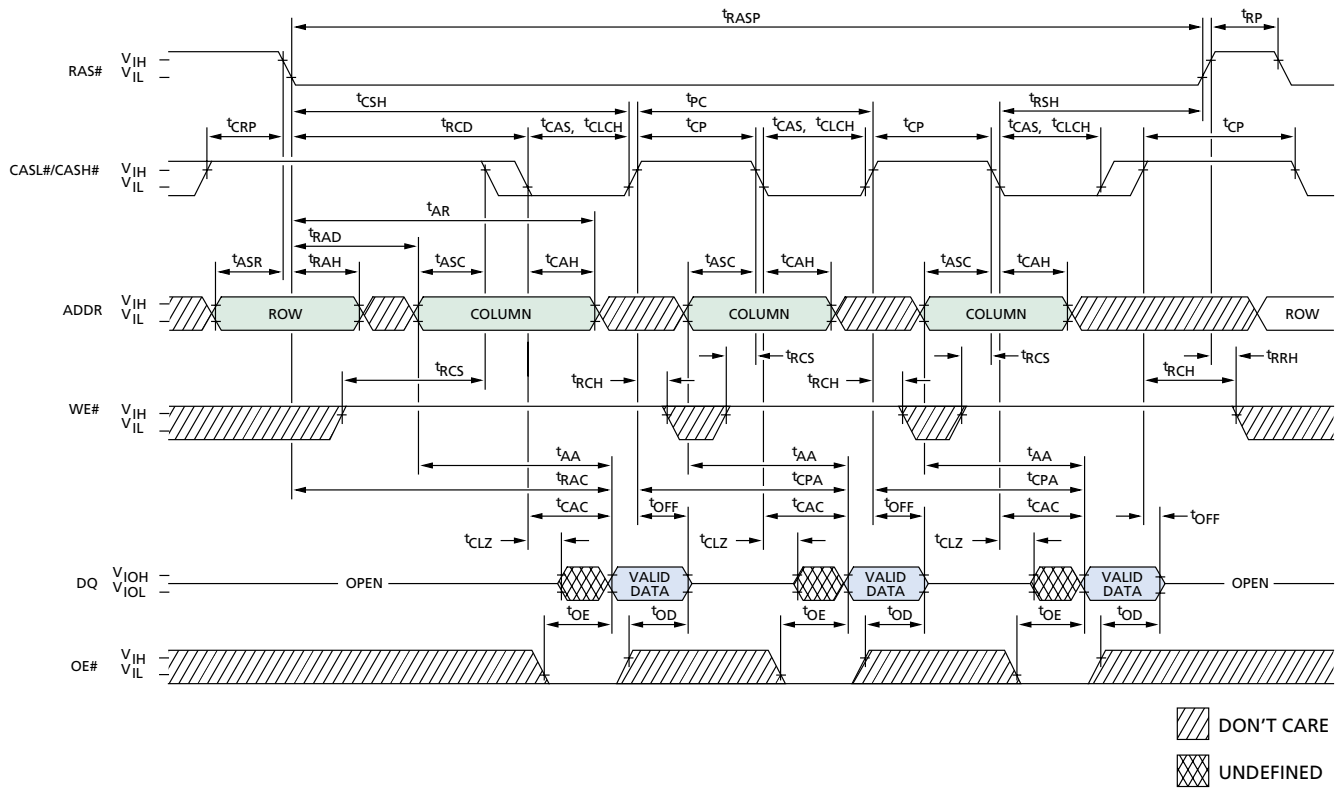 tRASP tRP
RAS# VIH
VIL
tCSH tPC tRSH
tCRP tRCD tCAS, tCLCH tCP tCAS, tCLCH tCP tCAS, tCLCH tCP
CASL#/CASH# VIH
VIL
tAR
tRAD
tASR tRAH tASC tCAH tASC tCAH tASC tCAH
ADDR VIH
VIL
ROW COLUMN COLUMN COLUMN ROW
tRCS tRCS tRRH
tRCS tRCH tRCH tRCH
WE# VIH
VIL
tAA tAA tAA
tRAC tCPA tCPA
tCAC tOFF tCAC tOFF tCAC tOFF
tCLZ tCLZ tCLZ
DQ VIOH
VIOL
OPEN VALID DATA VALID DATA VALID DATA OPEN
tOE tOD tOE tOD tOE tOD
OE# VIH
VIL
DON'T CARE
UNDEFINED